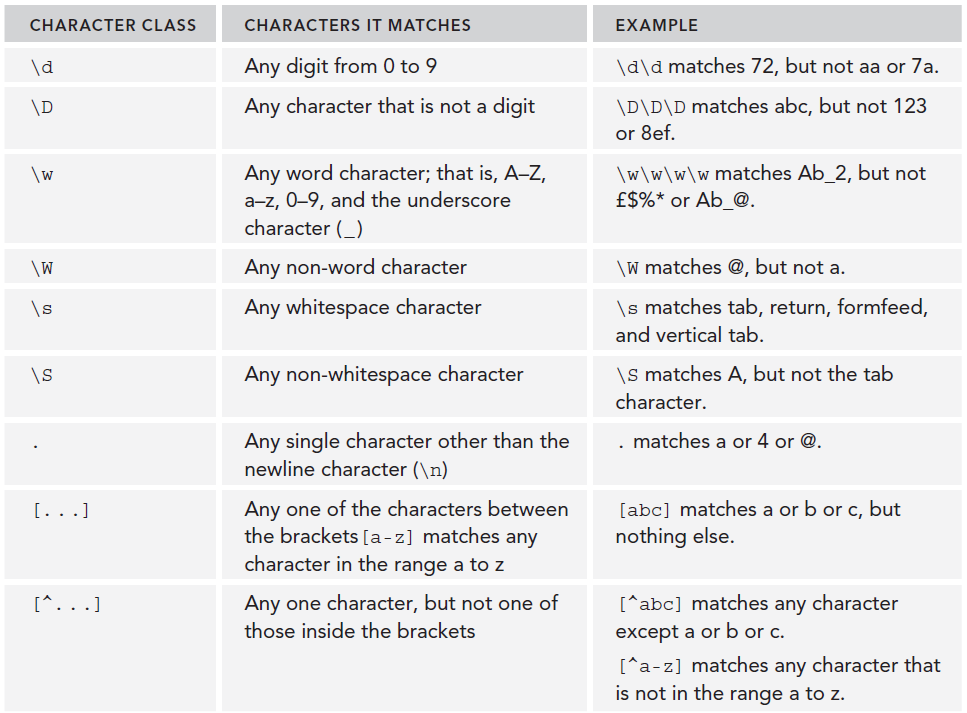 CHARACTER CLASS CHARACTERS IT MATCHES EXAMPLE
\d Any digit from 0 to 9 \d\d matches 72, but not aa or 7a.
\D Any character that is not a digit \D\D\D matches abc, but not 123
or 8ef.
\w Any word character; that is, A–Z, \w\w\w\w matches Ab_2, but not
a–z, 0–9, and the underscore £$%* or Ab_@.
character (_)
\W Any non-word character \W matches @, but not a.
\s Any whitespace character \s matches tab, return, formfeed,
and vertical tab.
\S Any non-whitespace character \S matches A, but not the tab
character.
. Any single character other than the . matches a or 4 or @.
newline character (\n)
[...] Any one of the characters between [abc] matches a or b or c, but
the brackets [a-z] matches any nothing else.
character in the range a to z
[^...] Any one character, but not one of [^abc] matches any character
those inside the brackets except a or b or c.
[^a-z] matches any character that
is not in the range a to z.